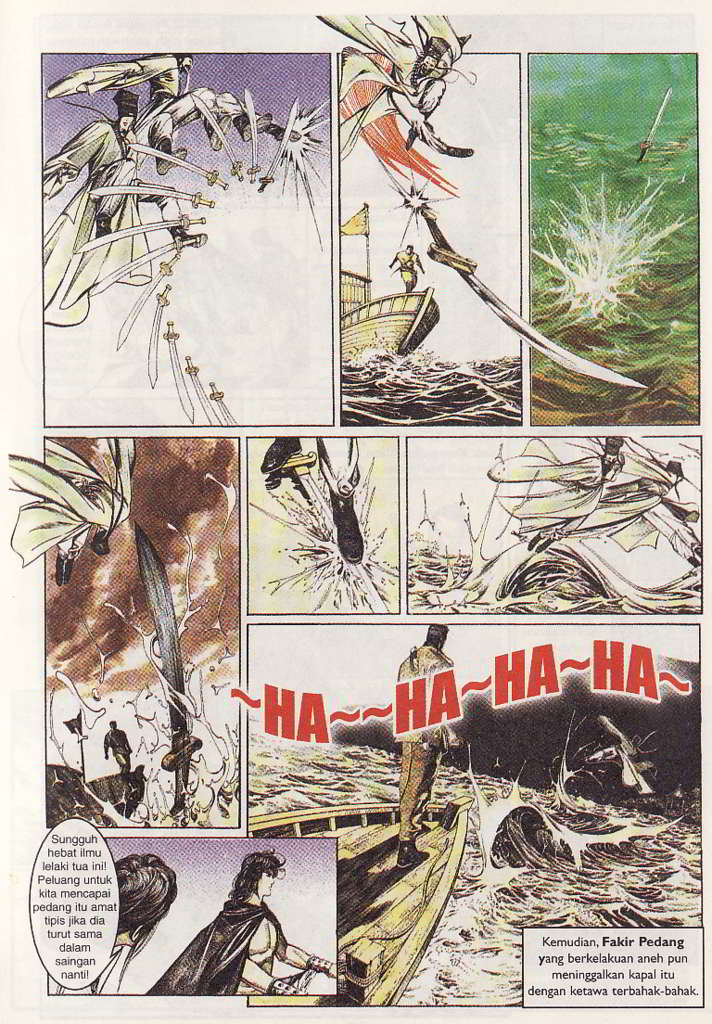 ~HA~~HA~HA~HA~
Sungguh
hebat ilmu
lelaki tua ini!
Peluang untuk
kita mencapai
pedang itu amat
tipis jika dia
turut sama
dalam
saingan
nanti!
Kemudian, Fakir Pedang
yang berkelakuan aneh pun
meninggalkan kapal itu
dengan ketawa terbahak-bahak.